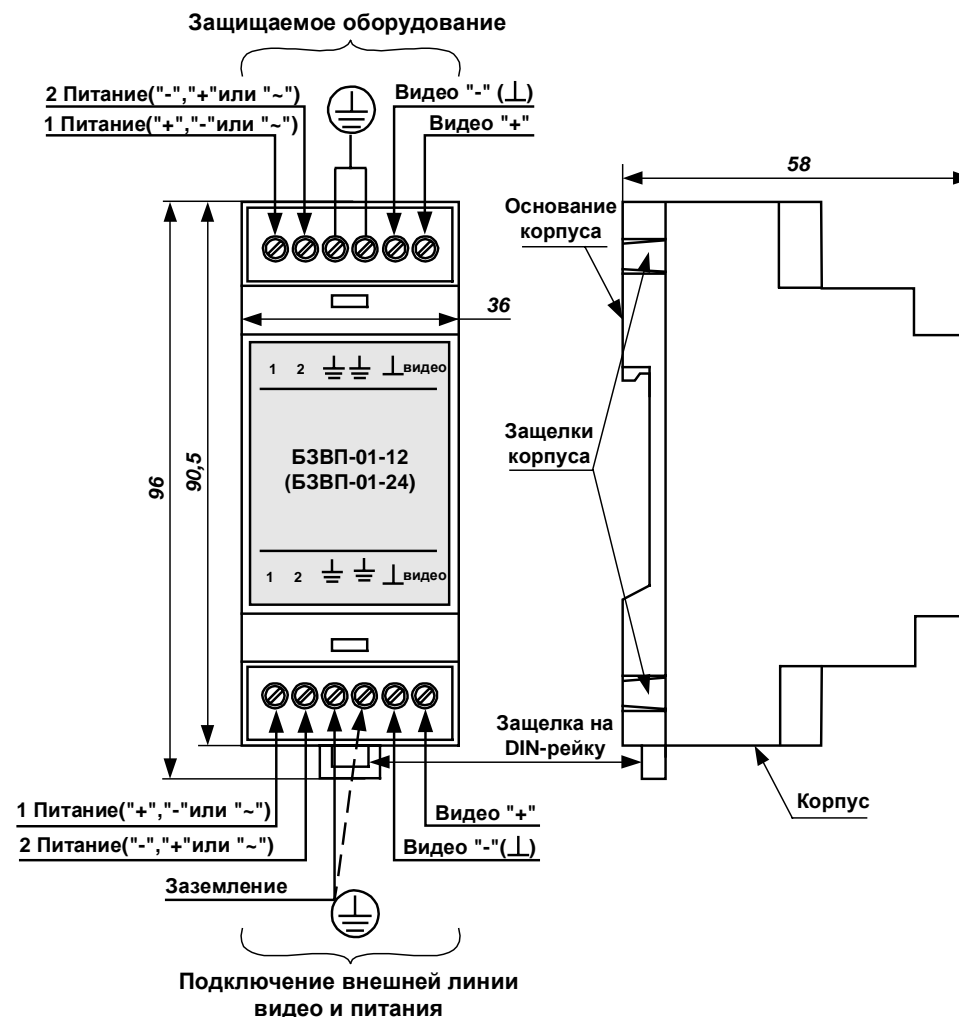 Защищаемое оборудование
2 Питание("-","+"или "~")
Видео "-" (⊥)
1 Питание("+","-"или "~")
Видео "+"
58
Основание
корпуса
36
1 2 ⊥видео
Защелки
корпуса
БЗВП-01-12
(БЗВП-01-24)
96
90,5
1 2 ⊥видео
Защелка на
DIN-рейку
Корпус
1 Питание("+","-"или "~")
Видео "+"
2 Питание("-","+"или "~")
Видео "-"(⊥)
Заземление
Подключение внешней линии
видео и питания